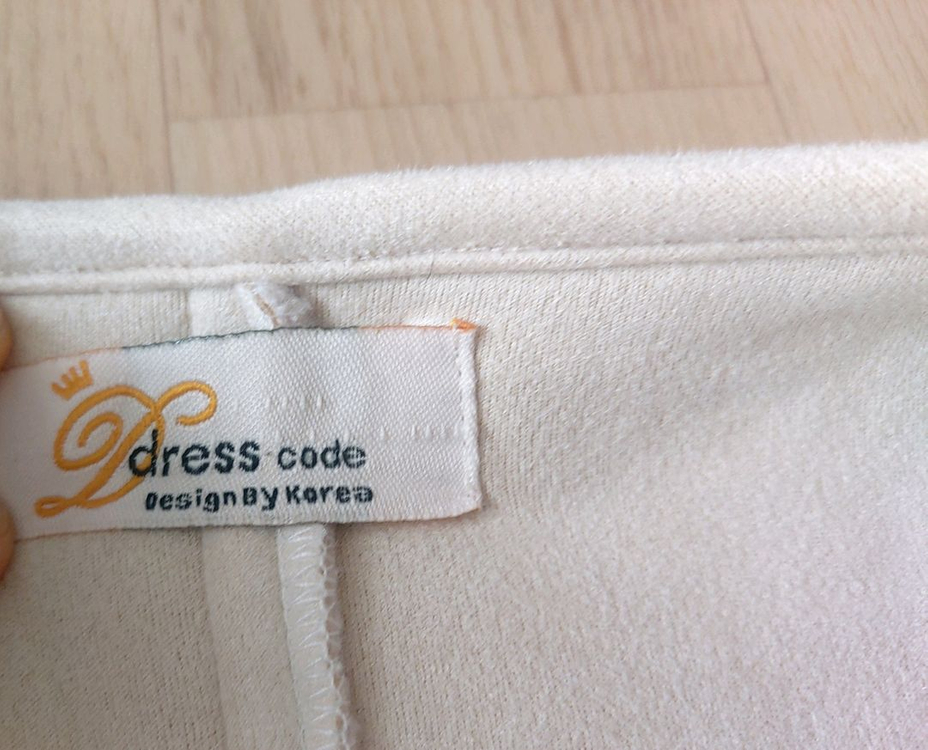 D
dress code
Design By Korea